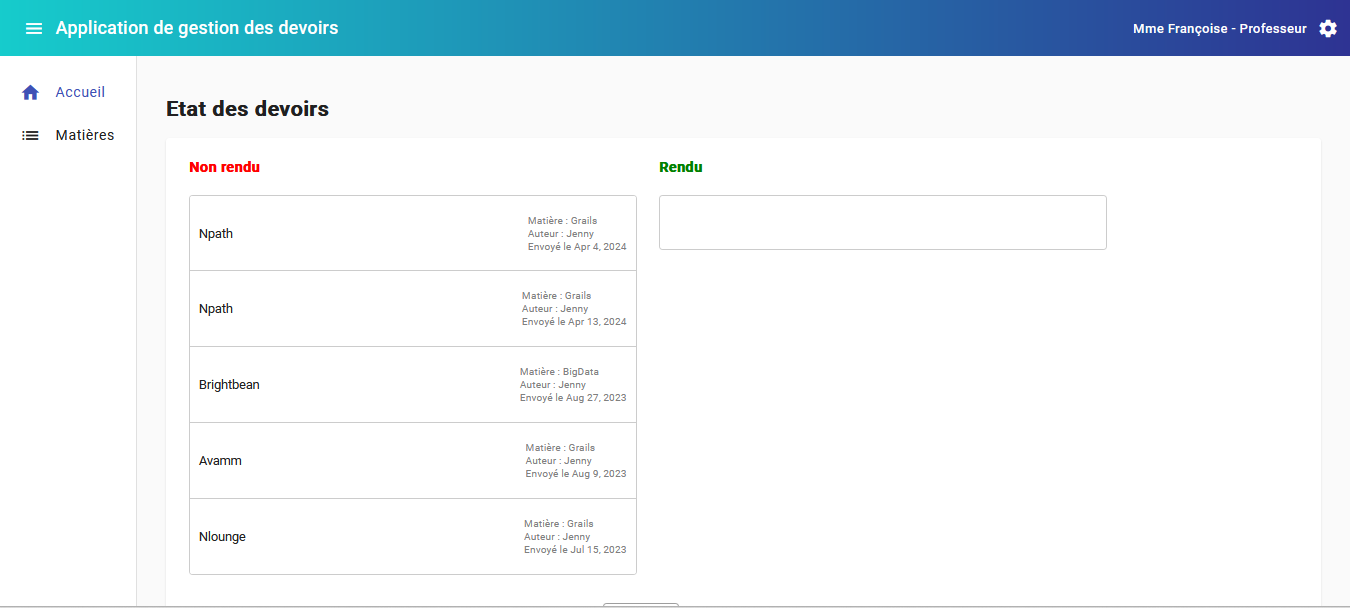 Application de gestion des devoirs
Mme Françoise - Professeur
Accueil
Matières
Etat des devoirs
Non rendu
Rendu
Npath
Matière : Grails
Auteur : Jenny
Envoyé le Apr 4, 2024
Npath
Matière : Grails
Auteur : Jenny
Envoyé le Apr 13, 2024
Brightbean
Matière : BigData
Auteur : Jenny
Envoyé le Aug 27, 2023
Avamm
Matière : Grails
Auteur : Jenny
Envoyé le Aug 9, 2023
Nlounge
Matière : Grails
Auteur : Jenny
Envoyé le Jul 15, 2023